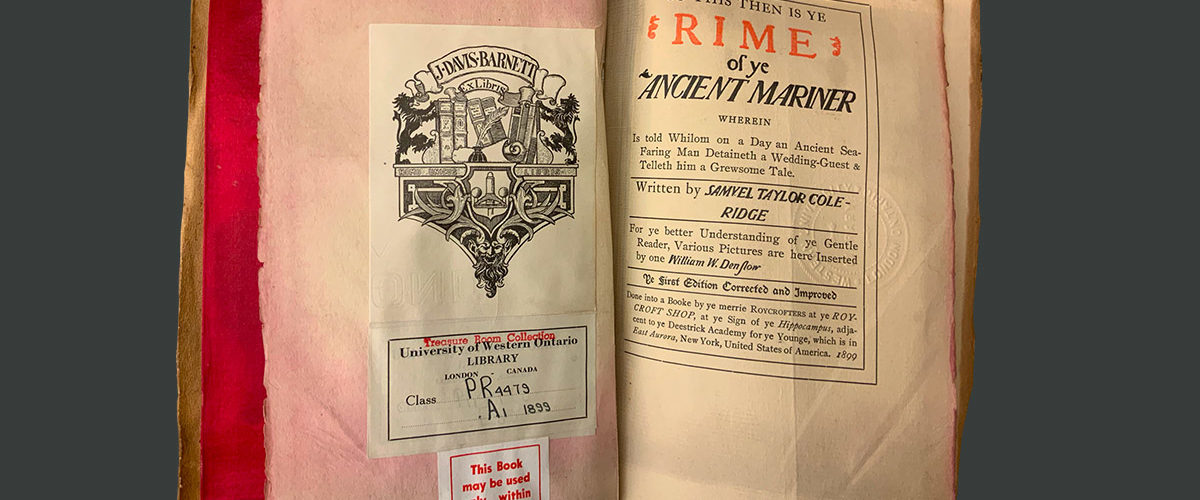 J·DAVIS·BARNETT
Ex Libris
Treasure Room Collection
University of Western Ontario
LIBRARY
LONDON - CANADA
Class PR4479
.A1 1899
This Book
may be used
within
THIS THEN IS YE
RIME
of ye
ANCIENT MARINER
WHEREIN
Is told Whilom on a Day an Ancient Sea-
Faring Man Detaineth a Wedding-Guest &
Telleth him a Grewsome Tale.
Written by SAMVEL TAYLOR COLE-
RIDGE
For ye better Understanding of ye Gentle
Reader, Various Pictures are here Inserted
by one William W. Denslow
Ye First Edition Corrected and Improved
Done into a Booke by ye merrie ROYCROFTERS at ye ROY-
CROFT SHOP, at ye Sign of ye Hippocampus, adja-
cent to ye Deestrick Academy for ye Younge, which is in
East Aurora, New York, United States of America. 1899